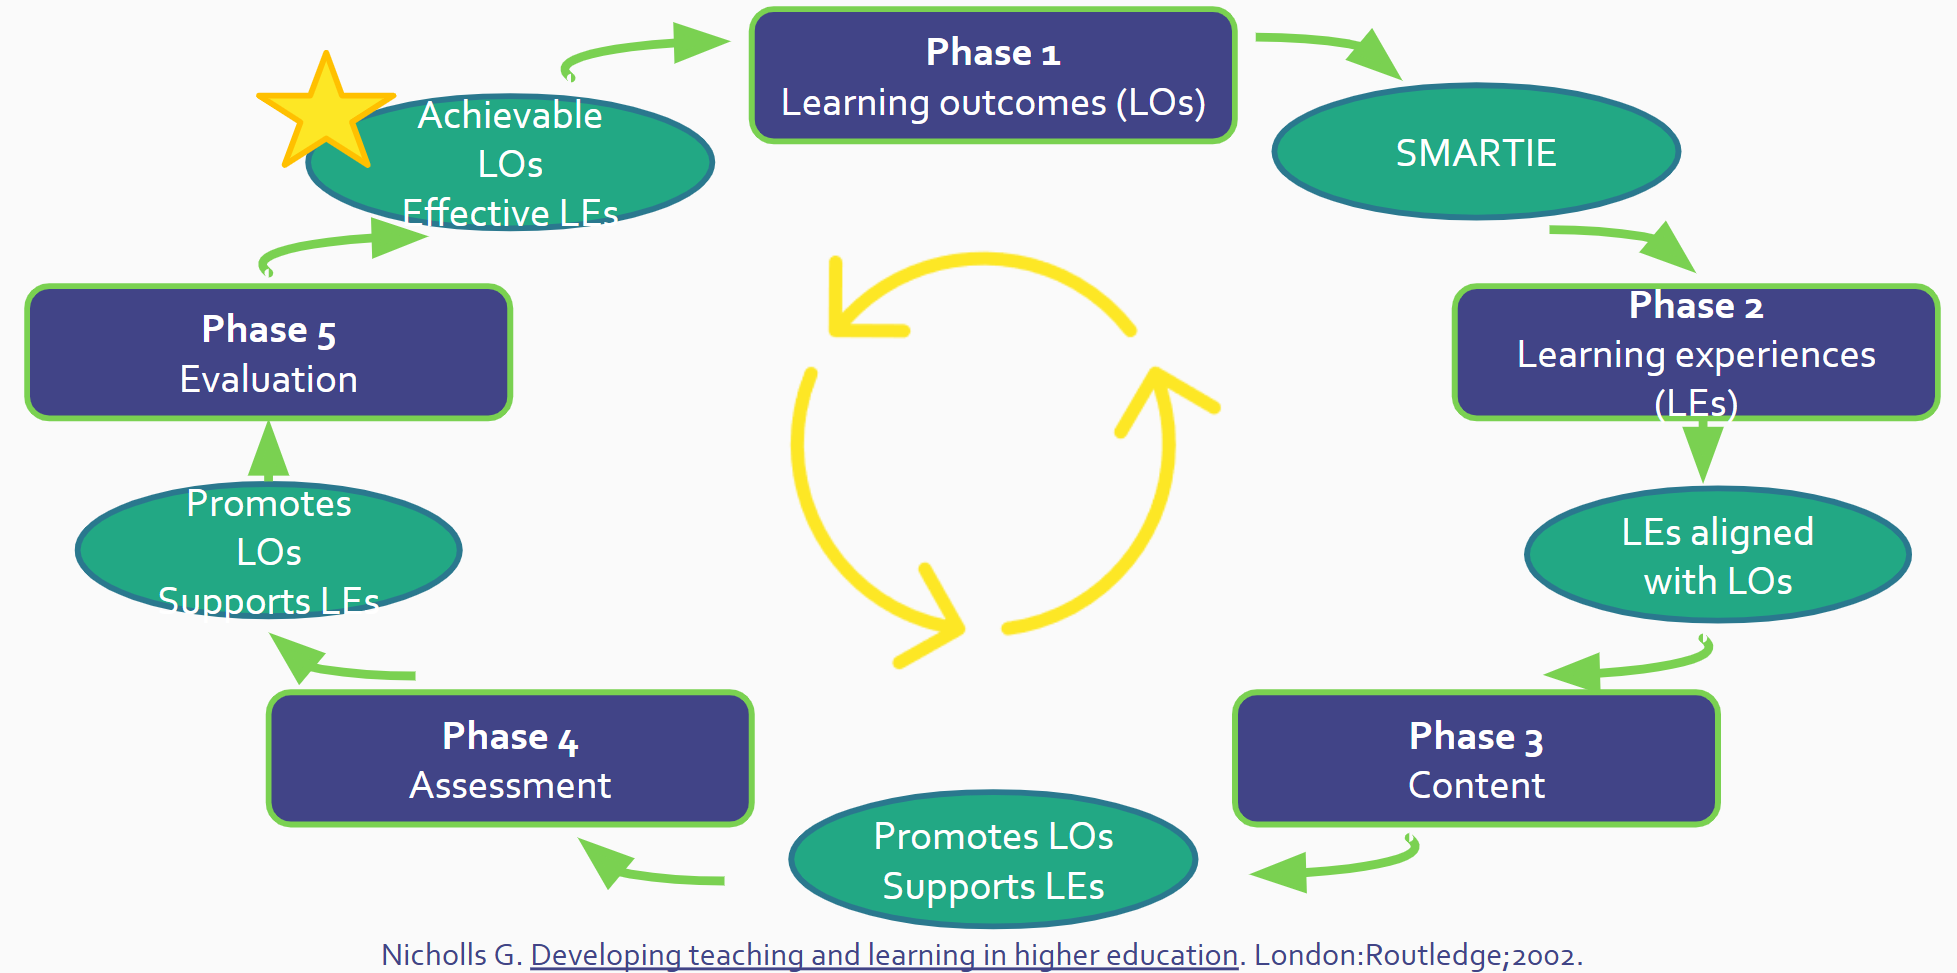 Phase 1
Learning outcomes (LOs)
SMARTIE
Phase 2
Learning experiences
(LEs)
LEs aligned
with LOs
Phase 3
Content
Promotes LOs
Supports LEs
Phase 4
Assessment
Promotes
LOs
Supports LEs
Phase 5
Evaluation
Achievable
LOs
Effective LEs
Nicholls G. Developing teaching and learning in higher education. London:Routledge;2002.